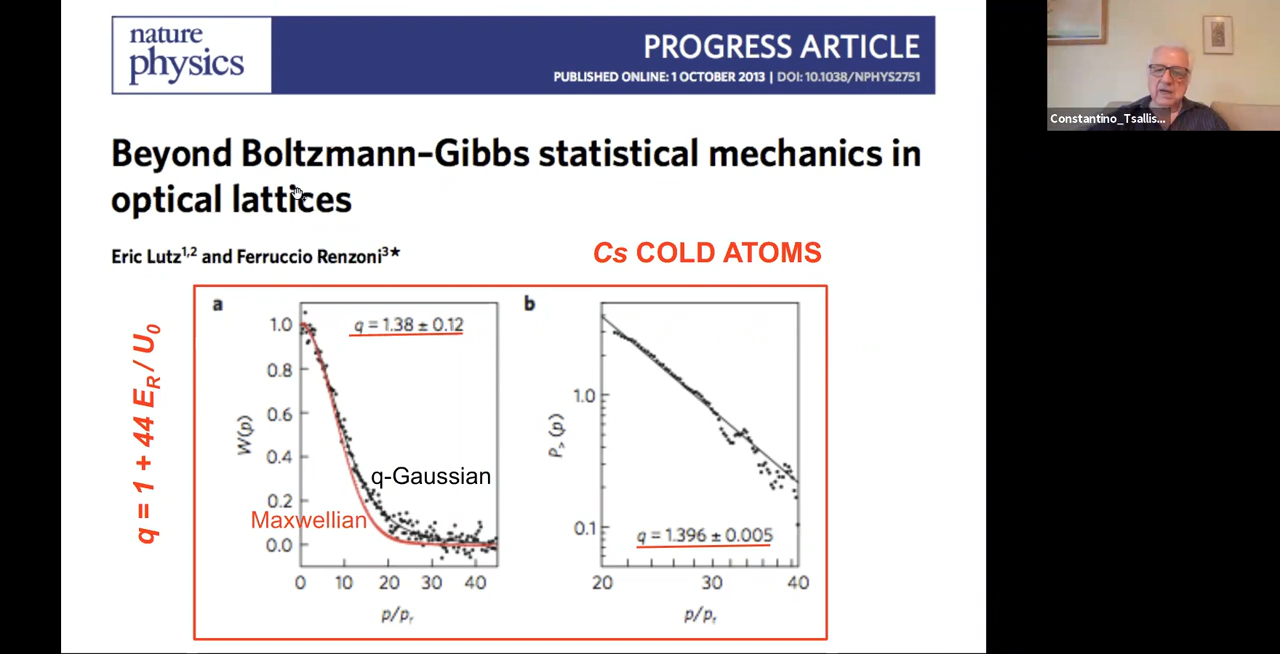 nature
physics
PROGRESS ARTICLE
PUBLISHED ONLINE: 1 OCTOBER 2013 | DOI: 10.1038/NPHYS2751
Beyond Boltzmann–Gibbs statistical mechanics in
optical lattices
Eric Lutz1,2 and Ferruccio Renzoni3★
Cs COLD ATOMS
q = 1 + 44 ER / U0
a
q = 1.38 ± 0.12
1.0
0.8
0.6
0.4
0.2
0.0
W(p)
q-Gaussian
Maxwellian
0 10 20 30 40
p/pr
b
1.0
0.1
P>(p)
q = 1.396 ± 0.005
20 30 40
p/pr
Constantino_Tsallis...